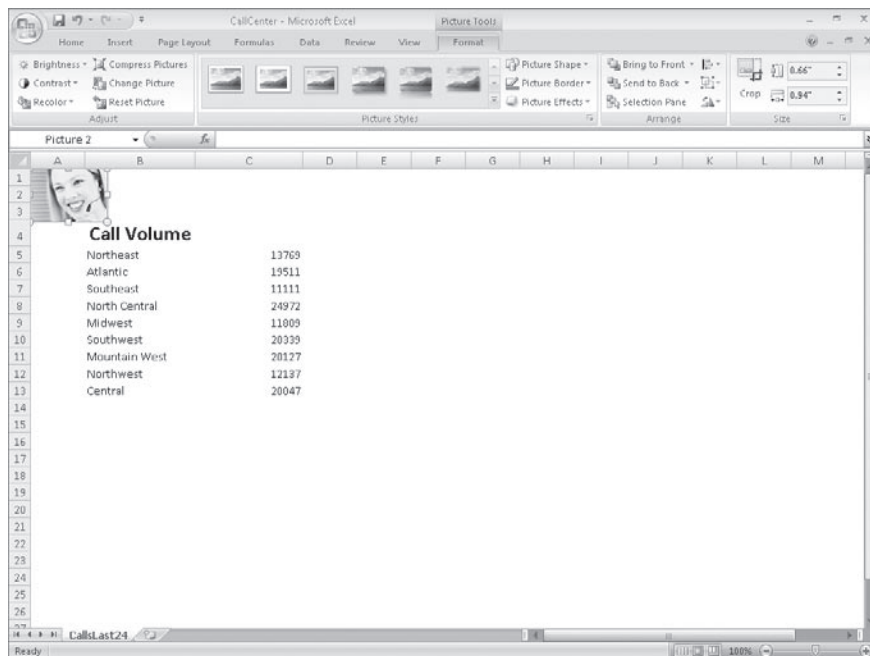 CallCenter - Microsoft Excel
Picture Tools
Home Insert Page Layout Formulas Data Review View Format
Brightness Compress Pictures Picture Shape Bring to Front 0.66"
Contrast Change Picture Picture Border Send to Back
Recolor Reset Picture Picture Effects Selection Pane Crop 0.94"
Adjust Picture Styles Arrange Size
Picture 2 fx
A B C D E F G H I J K L M
1
2
3
4 Call Volume
5 Northeast 13769
6 Atlantic 19511
7 Southeast 11111
8 North Central 24972
9 Midwest 11809
10 Southwest 20339
11 Mountain West 20127
12 Northwest 12137
13 Central 20047
14
15
16
17
18
19
20
21
22
23
24
25
26
27
CallsLast24
Ready 100%